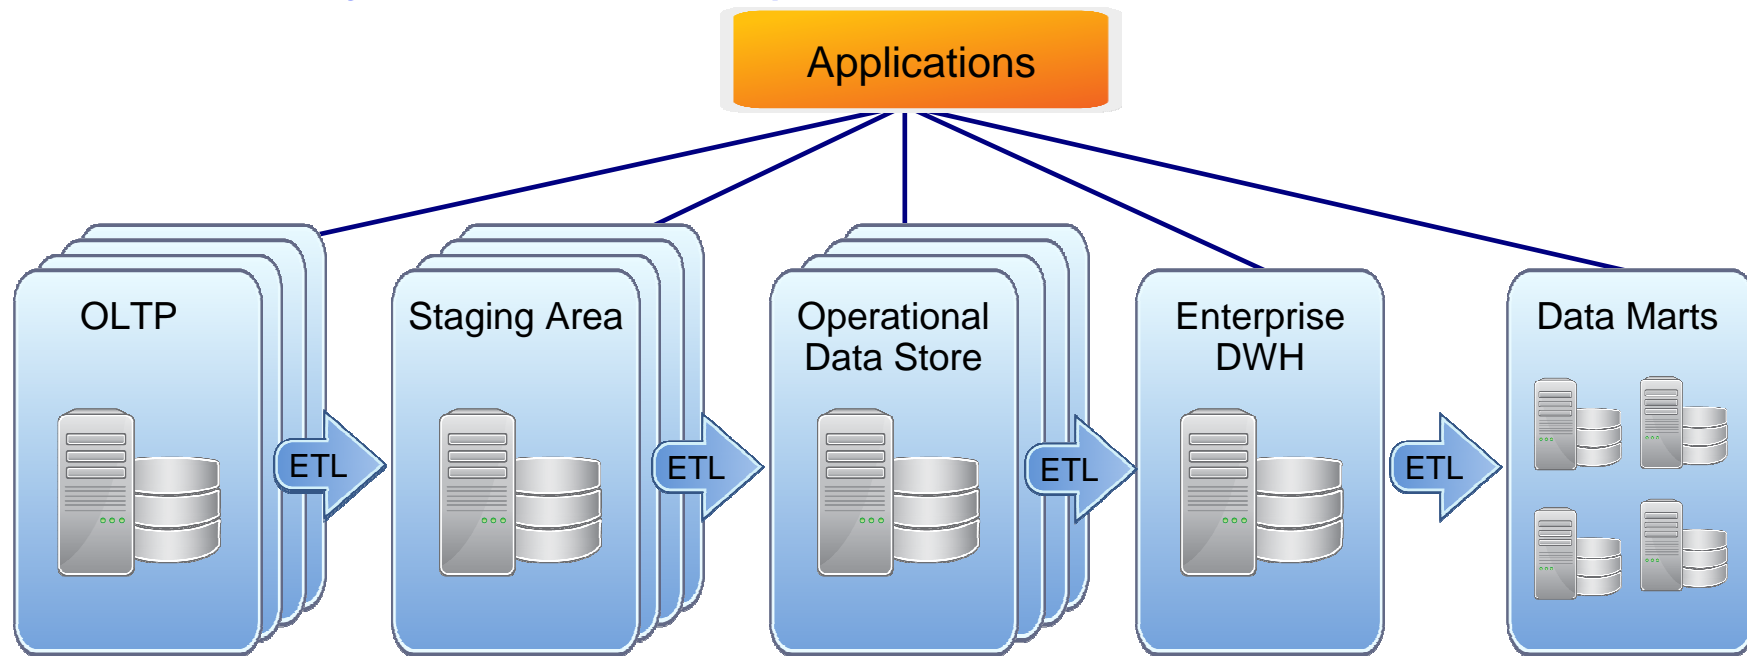 Applications
OLTP
Staging Area
Operational
Data Store
Enterprise
DWH
Data Marts
ETL
ETL
ETL
ETL